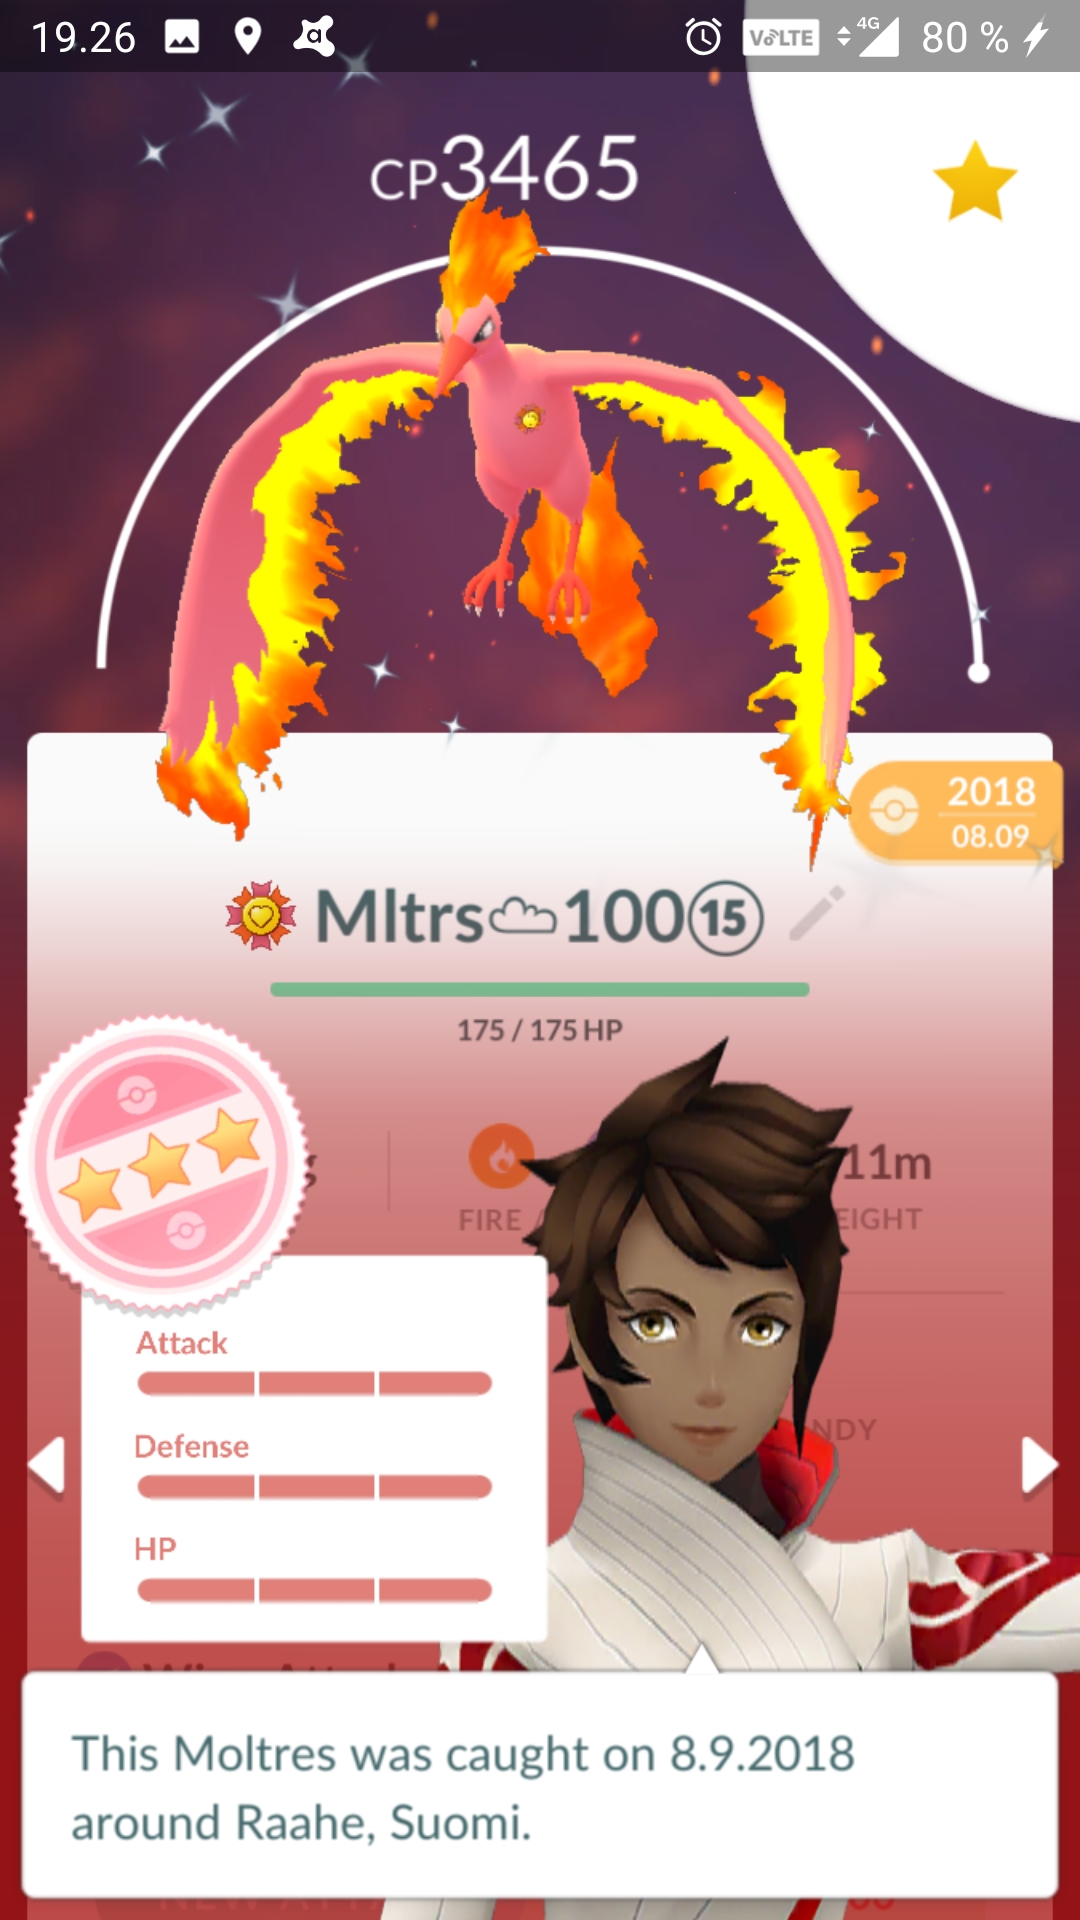 19.26
VoLTE
4G
80 %
CP3465
2018
08.09
Mltrs☁100⑮
175 / 175 HP
11m
FIRE /
EIGHT
Attack
NDY
Defense
HP
This Moltres was caught on 8.9.2018
around Raahe, Suomi.